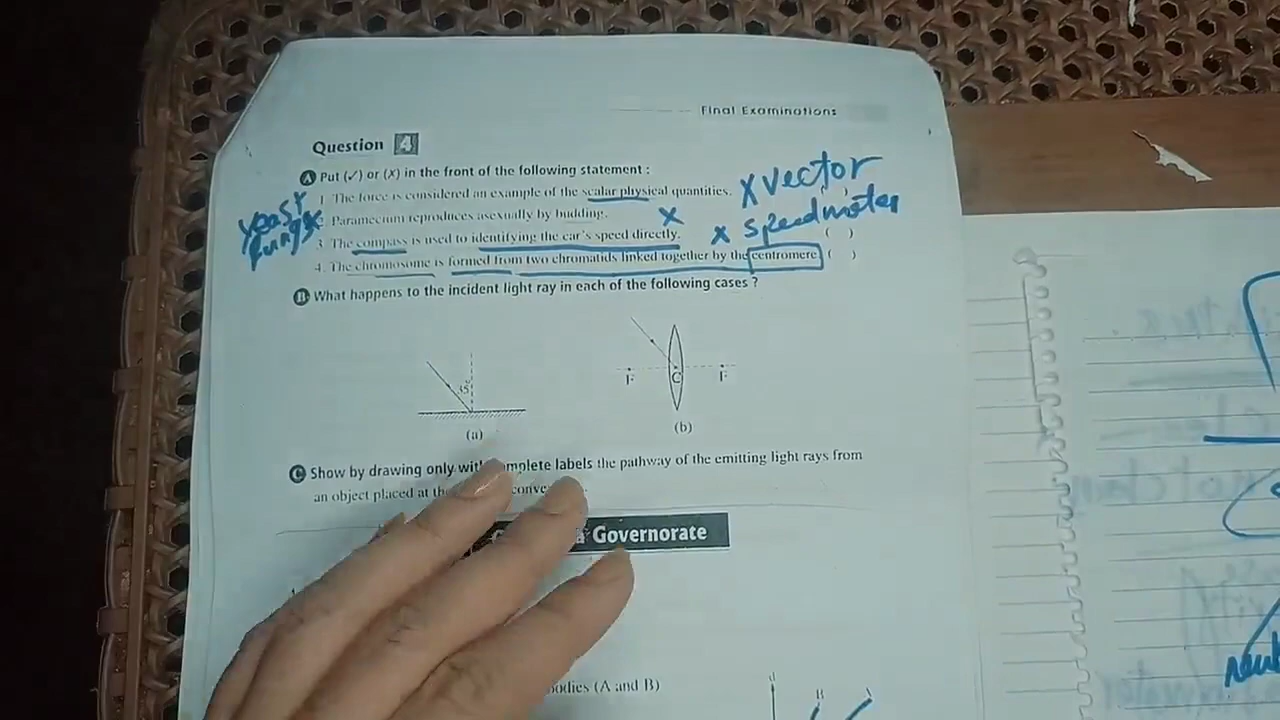 Final Examinations
Question 4
A Put (✓) or (X) in the front of the following statement :
1. The force is considered an example of the scalar physical quantities. ( )
X vector
yeast
fungus
Paramecium reproduces asexually by budding. X
3. The compass is used to identifying the car's speed directly. ( )
X speedmeter
4. The chromosome is formed from two chromatids linked together by the centromere ( )
B What happens to the incident light ray in each of the following cases ?
45°
F C F
(a)
(b)
C Show by drawing only with complete labels the pathway of the emitting light rays from
an object placed at the
Governorate
bodies (A and B)
B